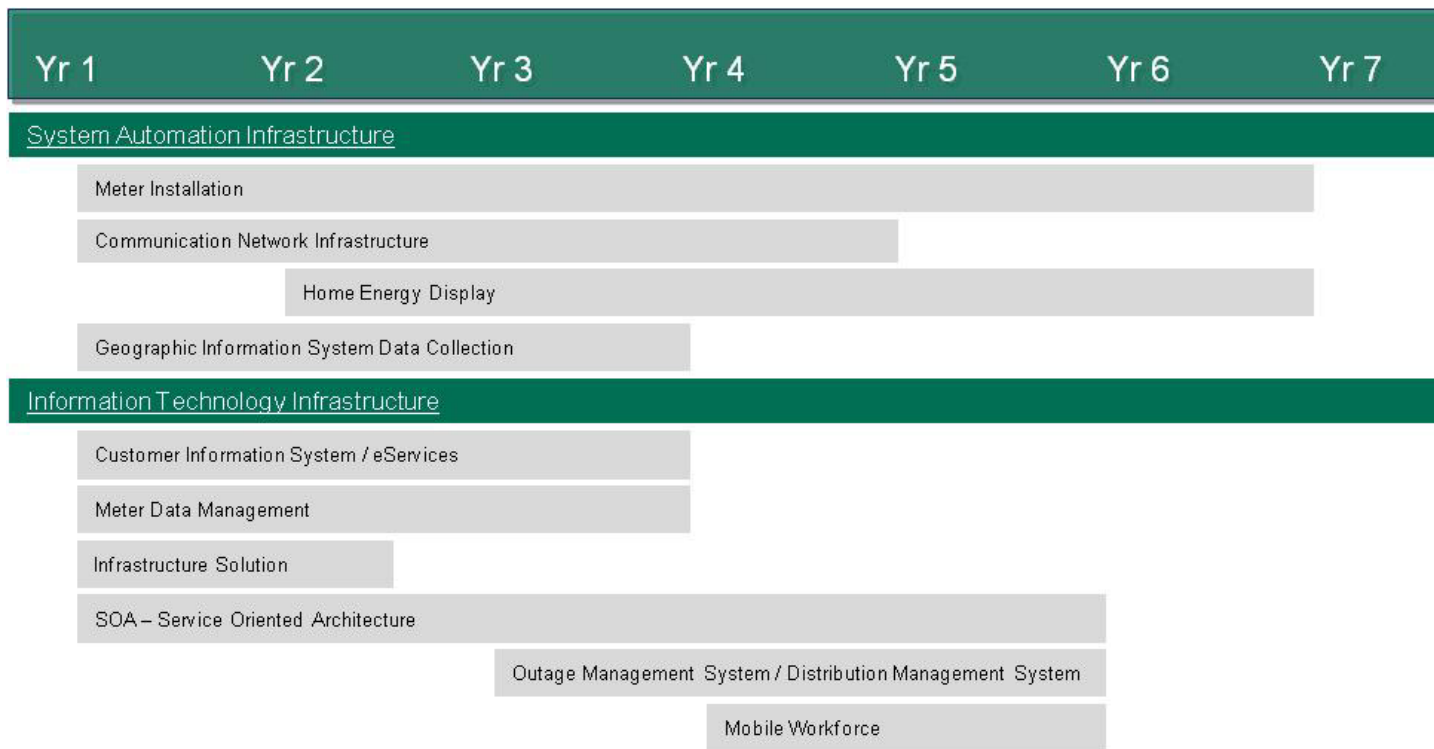 Yr 1 Yr 2 Yr 3 Yr 4 Yr 5 Yr 6 Yr 7
System Automation Infrastructure
Meter Installation
Communication Network Infrastructure
Home Energy Display
Geographic Information System Data Collection
Information Technology Infrastructure
Customer Information System / eServices
Meter Data Management
Infrastructure Solution
SOA – Service Oriented Architecture
Outage Management System / Distribution Management System
Mobile Workforce